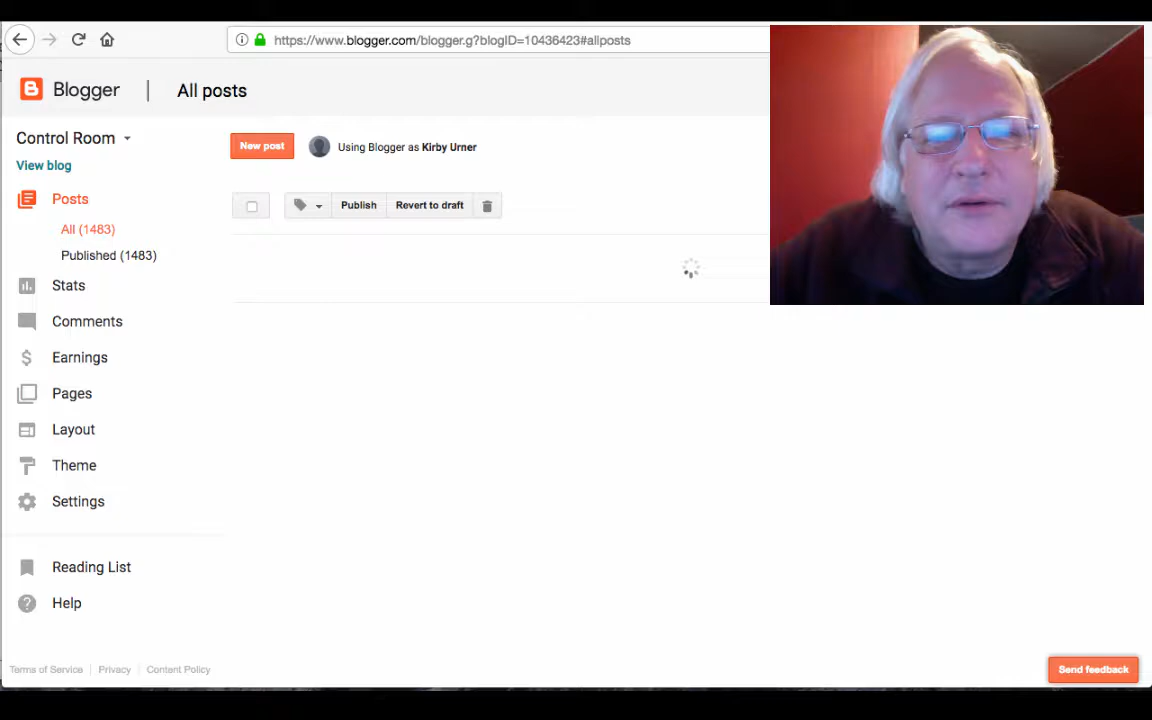 https://www.blogger.com/blogger.g?blogID=10436423#allposts
Blogger | All posts
Control Room
View blog
New post
Using Blogger as Kirby Urner
Posts
Publish
Revert to draft
All (1483)
Published (1483)
Stats
Comments
Earnings
Pages
Layout
Theme
Settings
Reading List
Help
Terms of Service | Privacy | Content Policy
Send feedback